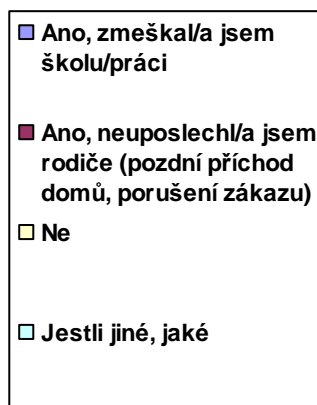 Ano, zmeškal/a jsem
školu/práci
Ano, neuposlechl/a jsem
rodiče (pozdní příchod
domů, porušení zákazu)
Ne
Jestli jiné, jaké